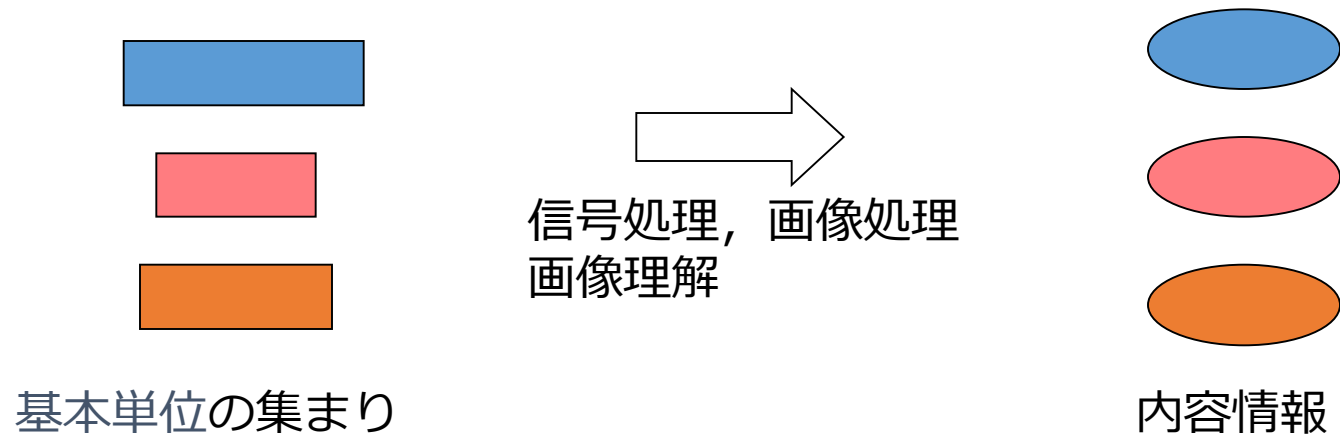 信号処理，画像処理
画像理解
基本単位の集まり
内容情報